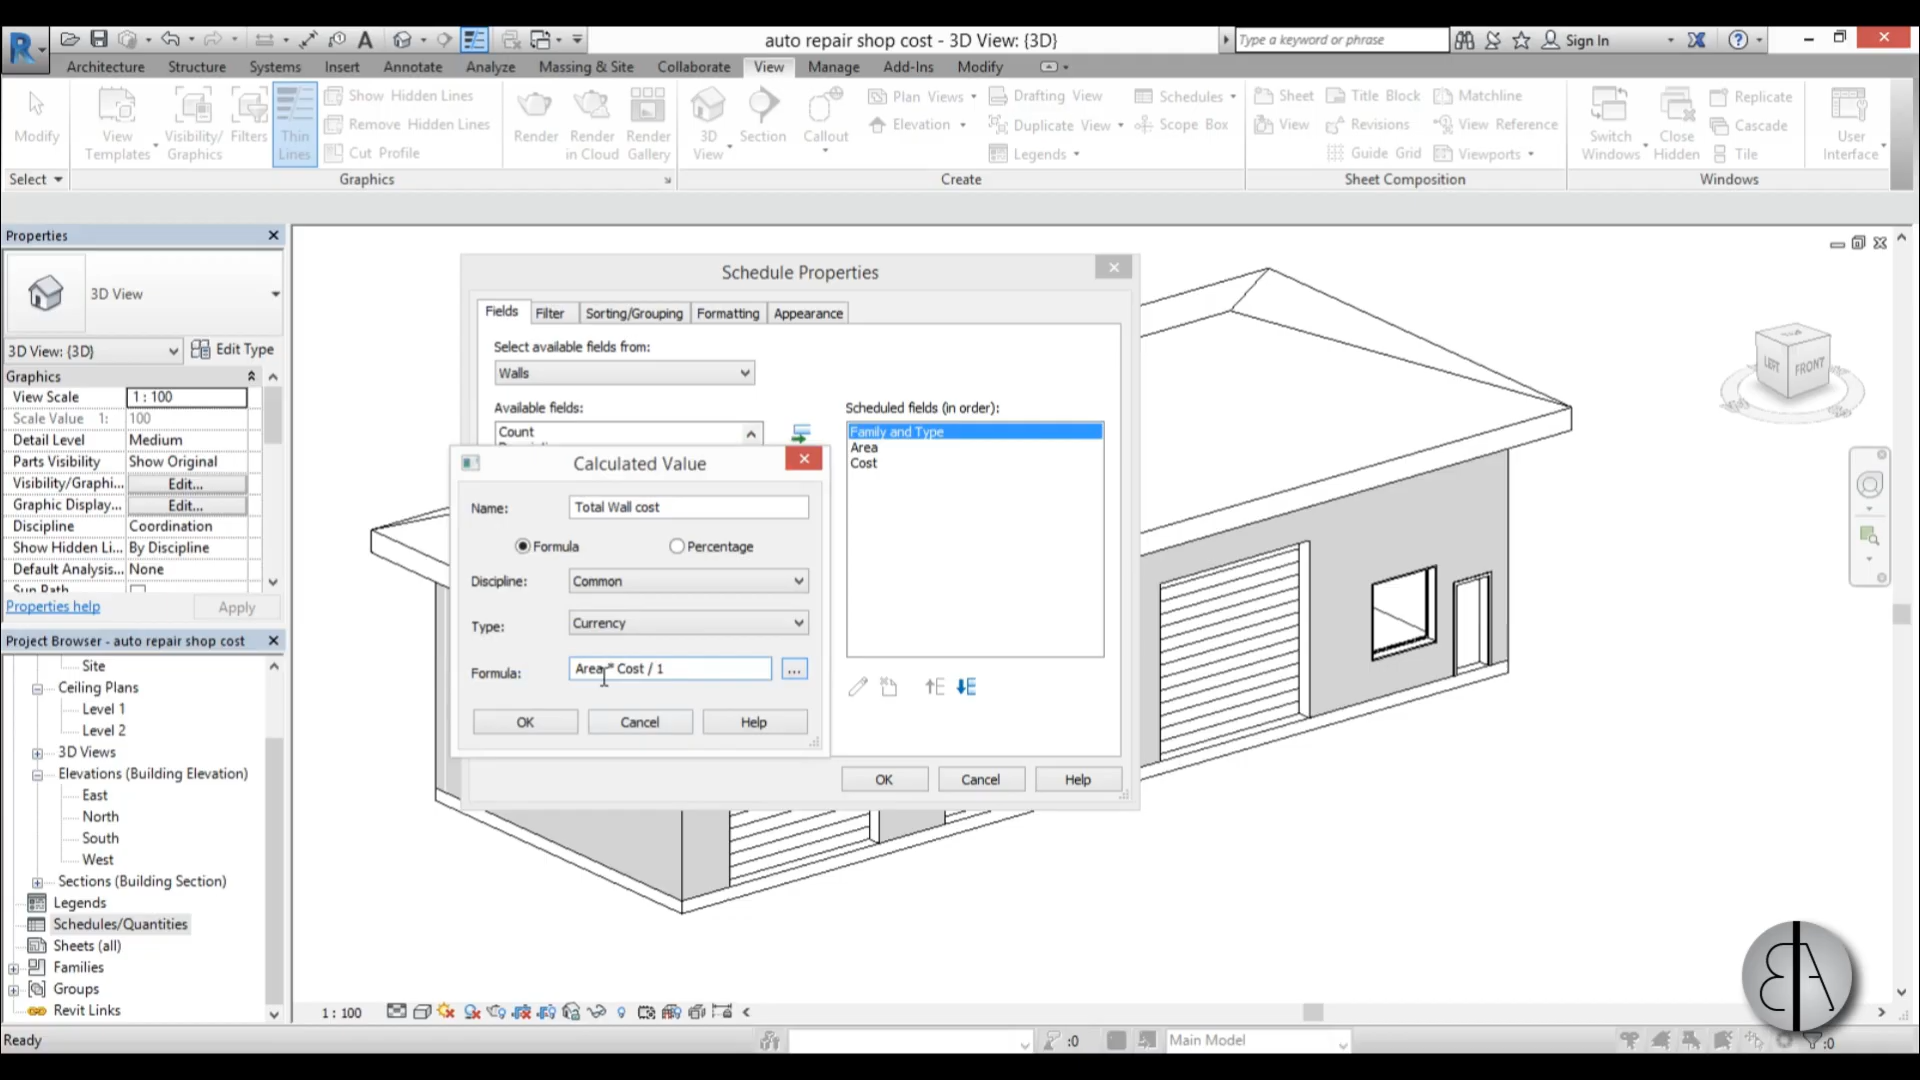 auto repair shop cost - 3D View: {3D}
Type a keyword or phrase
Sign In
Architecture Structure Systems Insert Annotate Analyze Massing & Site Collaborate View Manage Add-Ins Modify
Modify
View Templates
Visibility/ Graphics
Filters
Thin Lines
Show Hidden Lines
Remove Hidden Lines
Cut Profile
Render
Render in Cloud
Render Gallery
3D View
Section
Callout
Plan Views
Elevation
Drafting View
Duplicate View
Legends
Schedules
Scope Box
Sheet
View
Title Block
Revisions
Guide Grid
Matchline
View Reference
Viewports
Switch Windows
Close Hidden
Replicate
Cascade
Tile
User Interface
Select
Graphics
Create
Sheet Composition
Windows
Properties
3D View
3D View: {3D}
Edit Type
Graphics
View Scale 1 : 100
Scale Value 1: 100
Detail Level Medium
Parts Visibility Show Original
Visibility/Graphi... Edit...
Graphic Display... Edit...
Discipline Coordination
Show Hidden Li... By Discipline
Default Analysis... None
Sun Path
Properties help
Apply
Project Browser - auto repair shop cost
Site
Ceiling Plans
Level 1
Level 2
3D Views
Elevations (Building Elevation)
East
North
South
West
Sections (Building Section)
Legends
Schedules/Quantities
Sheets (all)
Families
Groups
Revit Links
Schedule Properties
Fields Filter Sorting/Grouping Formatting Appearance
Select available fields from:
Walls
Available fields:
Count
Scheduled fields (in order):
Family and Type
Area
Cost
OK Cancel Help
Calculated Value
Name: Total Wall cost
Formula Percentage
Discipline: Common
Type: Currency
Formula: Area * Cost / 1 ...
OK Cancel Help
LEFT
FRONT
1 : 100
Ready
:0
Main Model
:0